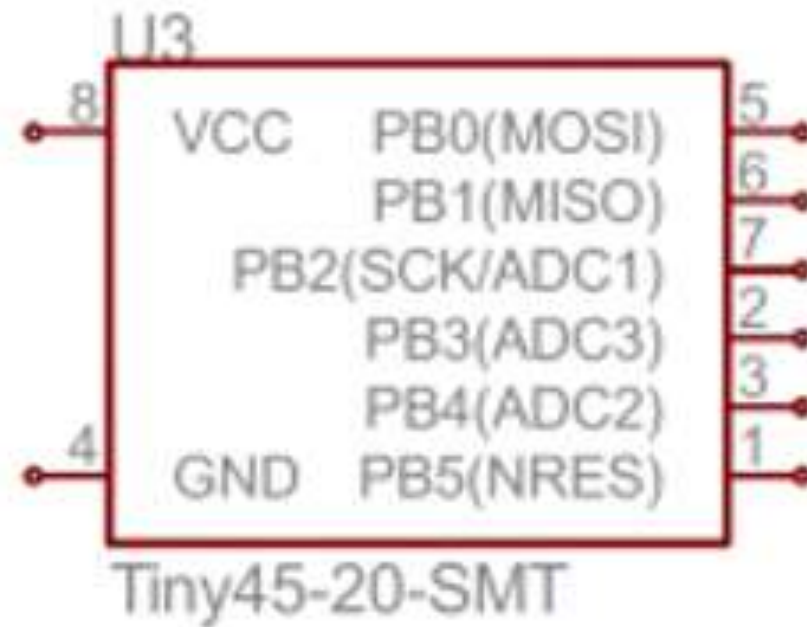 U3
8 VCC PB0(MOSI) 5
PB1(MISO) 6
PB2(SCK/ADC1) 7
PB3(ADC3) 2
PB4(ADC2) 3
4 GND PB5(NRES) 1
Tiny45-20-SMT